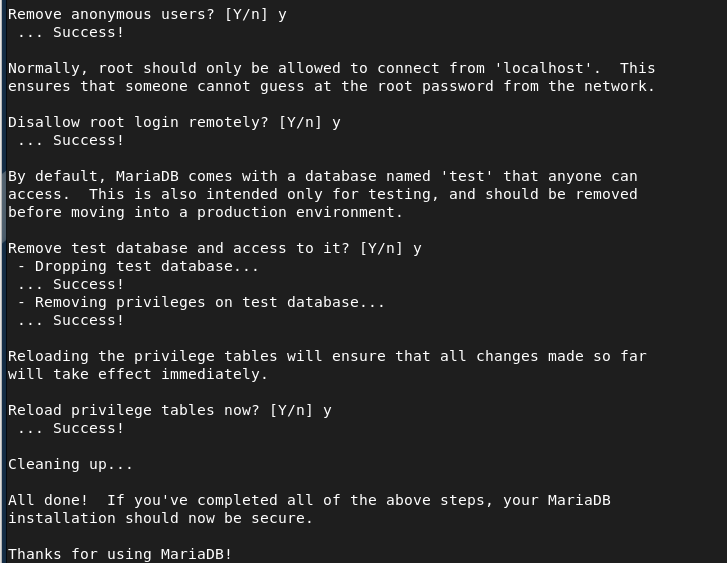 Remove anonymous users? [Y/n] y
 ... Success!

Normally, root should only be allowed to connect from 'localhost'.  This
ensures that someone cannot guess at the root password from the network.

Disallow root login remotely? [Y/n] y
 ... Success!

By default, MariaDB comes with a database named 'test' that anyone can
access.  This is also intended only for testing, and should be removed
before moving into a production environment.

Remove test database and access to it? [Y/n] y
 - Dropping test database...
 ... Success!
 - Removing privileges on test database...
 ... Success!

Reloading the privilege tables will ensure that all changes made so far
will take effect immediately.

Reload privilege tables now? [Y/n] y
 ... Success!

Cleaning up...

All done!  If you've completed all of the above steps, your MariaDB
installation should now be secure.

Thanks for using MariaDB!